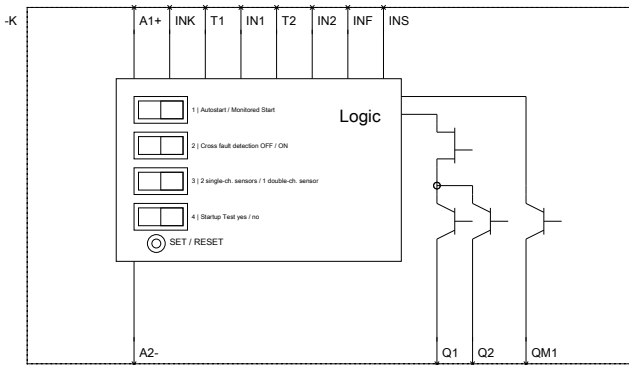 -K A1+ INK T1 IN1 T2 IN2 INF INS
1 | Autostart / Monitored Start
Logic
2 | Cross fault detection OFF / ON
3 | 2 single-ch. sensors / 1 double-ch. sensor
4 | Startup Test yes / no
SET / RESET
A2- Q1 Q2 QM1